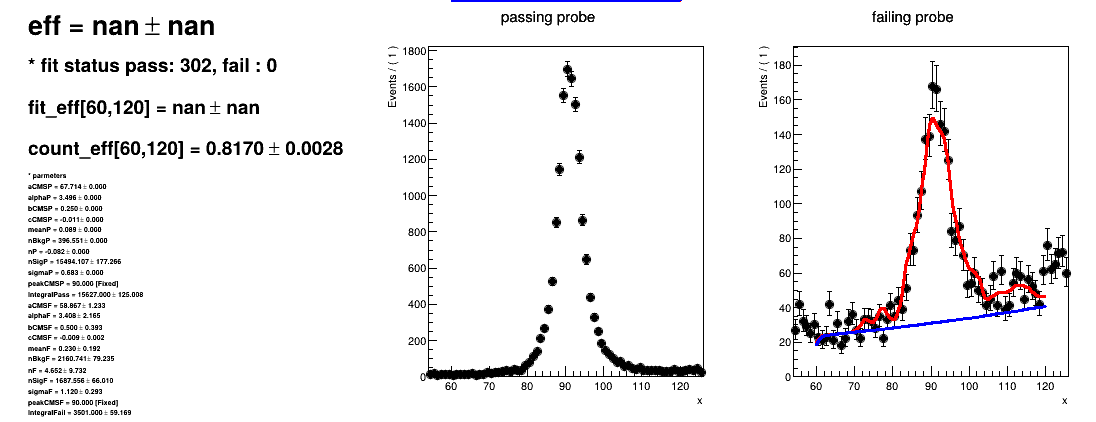 eff = nan ± nan
* fit status pass: 302, fail : 0
fit_eff[60,120] = nan ± nan
count_eff[60,120] = 0.8170 ± 0.0028
* parmeters
aCMSP = 67.714 ± 0.000
alphaP = 3.496 ± 0.000
bCMSP = 0.250 ± 0.000
cCMSP = -0.011 ± 0.000
meanP = 0.089 ± 0.000
nBkgP = 396.551 ± 0.000
nP = -0.082 ± 0.000
nSigP = 15494.107 ± 177.266
sigmaP = 0.683 ± 0.000
peakCMSP = 90.000 [Fixed]
IntegralPass = 15627.000 ± 125.008
aCMSF = 58.867 ± 1.233
alphaF = 3.408 ± 2.165
bCMSF = 0.500 ± 0.393
cCMSF = -0.009 ± 0.002
meanF = 0.230 ± 0.192
nBkgF = 2160.741 ± 79.235
nF = 4.652 ± 9.732
nSigF = 1687.556 ± 66.010
sigmaF = 1.120 ± 0.293
peakCMSF = 90.000 [Fixed]
IntegralFail = 3501.000 ± 59.169
passing probe
Events / ( 1 )
1800
1600
1400
1200
1000
800
600
400
200
0
60 70 80 90 100 110 120
x
failing probe
Events / ( 1 )
180
160
140
120
100
80
60
40
20
0
60 70 80 90 100 110 120
x